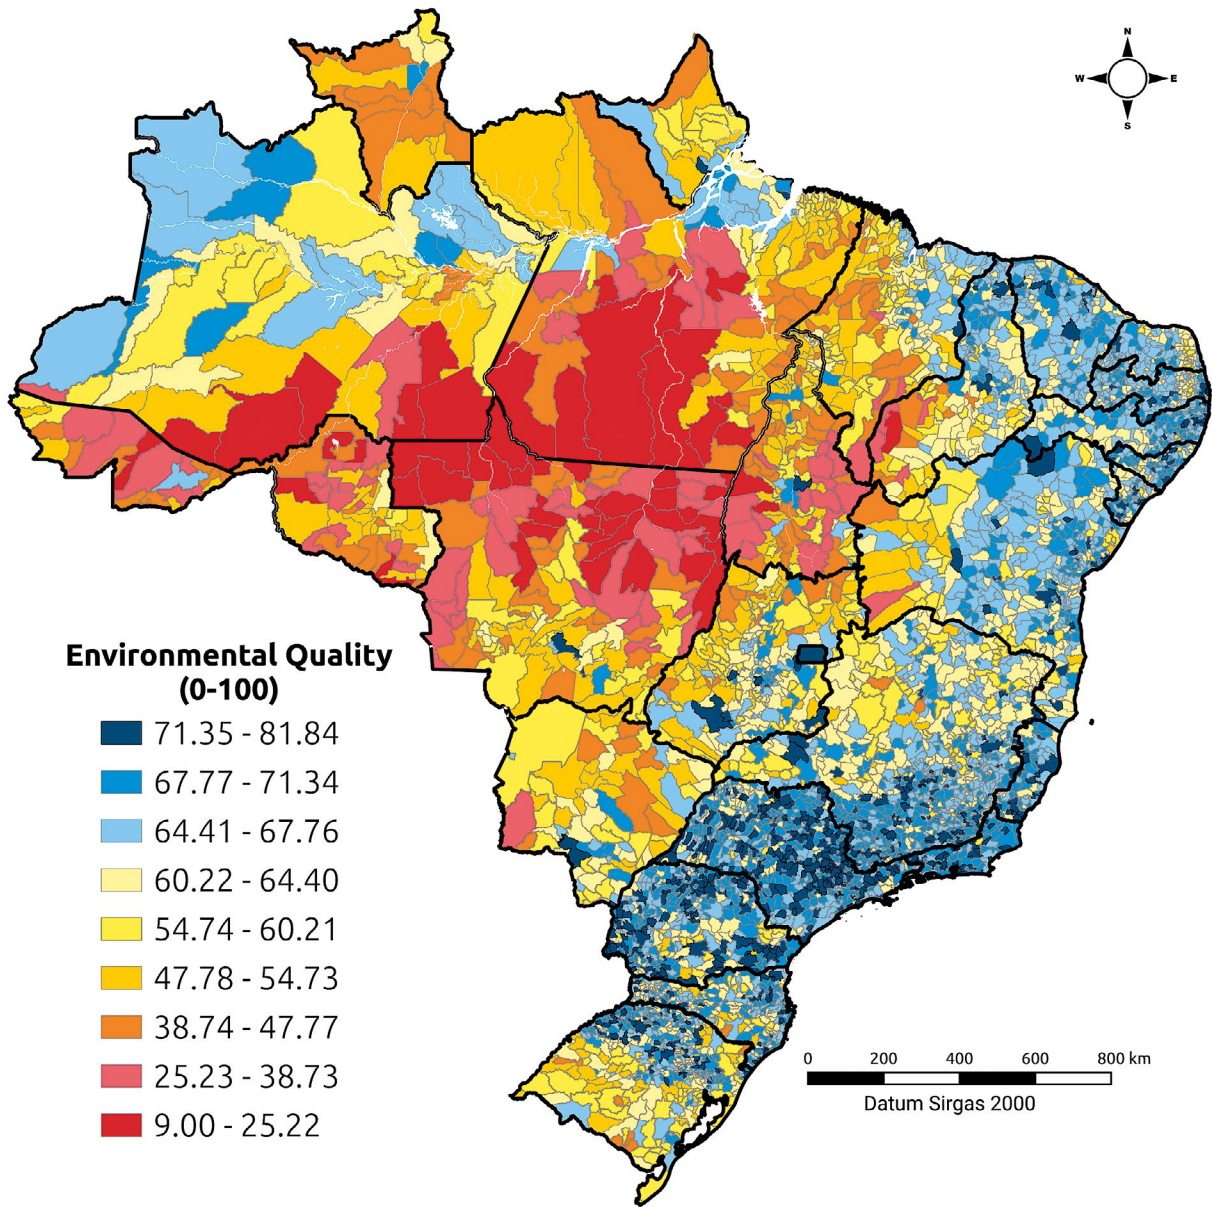 N
W E
S
Environmental Quality
(0-100)
71.35 - 81.84
67.77 - 71.34
64.41 - 67.76
60.22 - 64.40
54.74 - 60.21
47.78 - 54.73
38.74 - 47.77
25.23 - 38.73
9.00 - 25.22
0 200 400 600 800 km
Datum Sirgas 2000